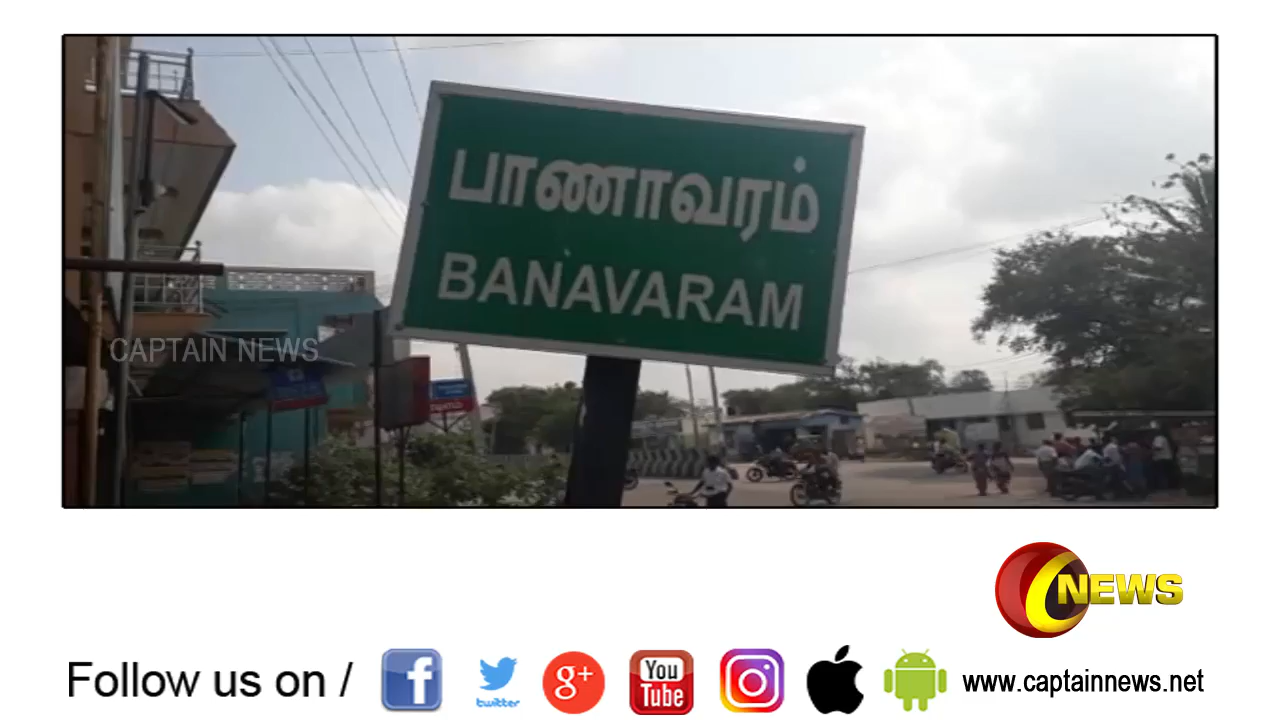 பாணாவரம்
BANAVARAM
CAPTAIN NEWS
NEWS
Follow us on / f twitter g+ You Tube www.captainnews.net